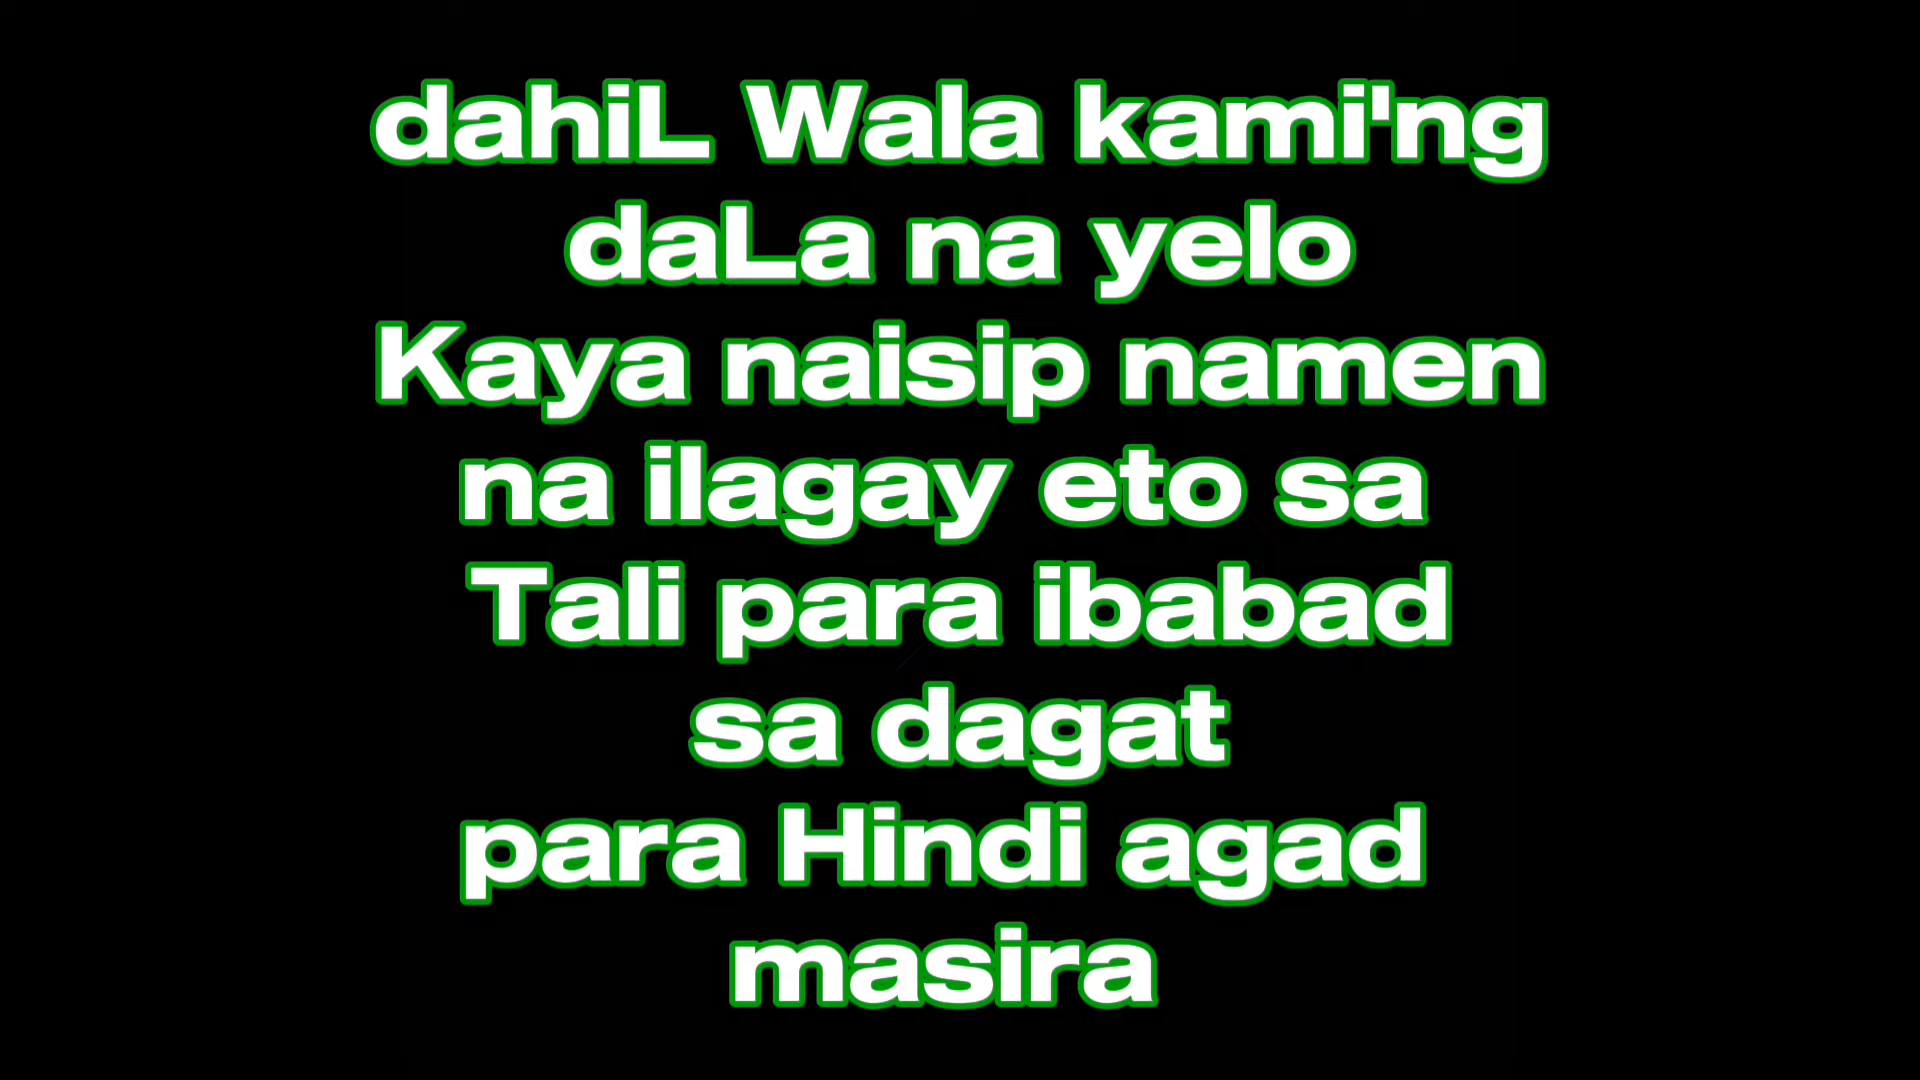 dahiL Wala kami'ng
daLa na yelo
Kaya naisip namen
na ilagay eto sa
Tali para ibabad
sa dagat
para Hindi agad
masira